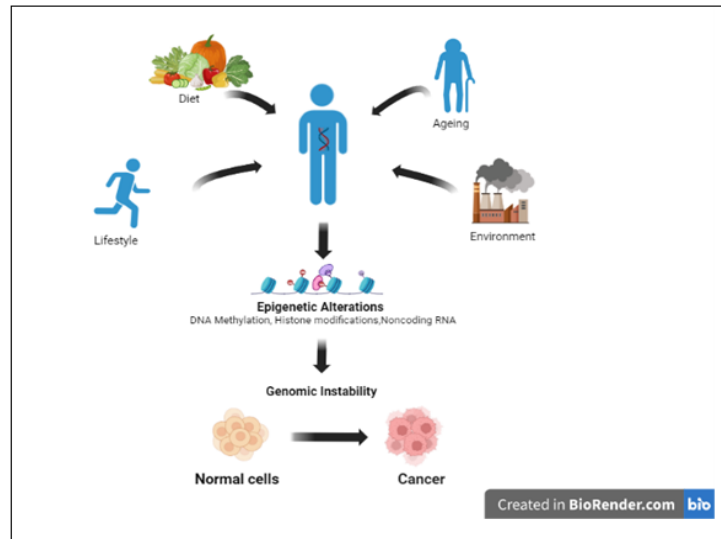 Diet
Ageing
Lifestyle
Environment
Epigenetic Alterations
DNA Methylation, Histone modifications,Noncoding RNA
Genomic Instability
Normal cells
Cancer
Created in BioRender.com bio